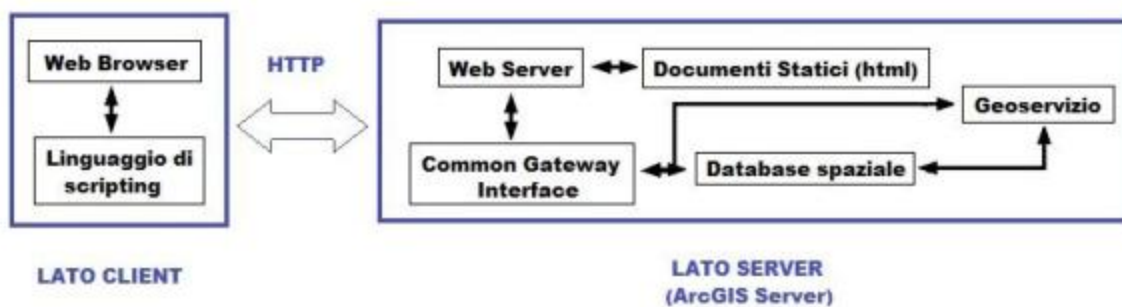 Web Browser
Linguaggio di
scripting
LATO CLIENT
HTTP
Web Server
Documenti Statici (html)
Geoservizio
Common Gateway
Interface
Database spaziale
LATO SERVER
(ArcGIS Server)